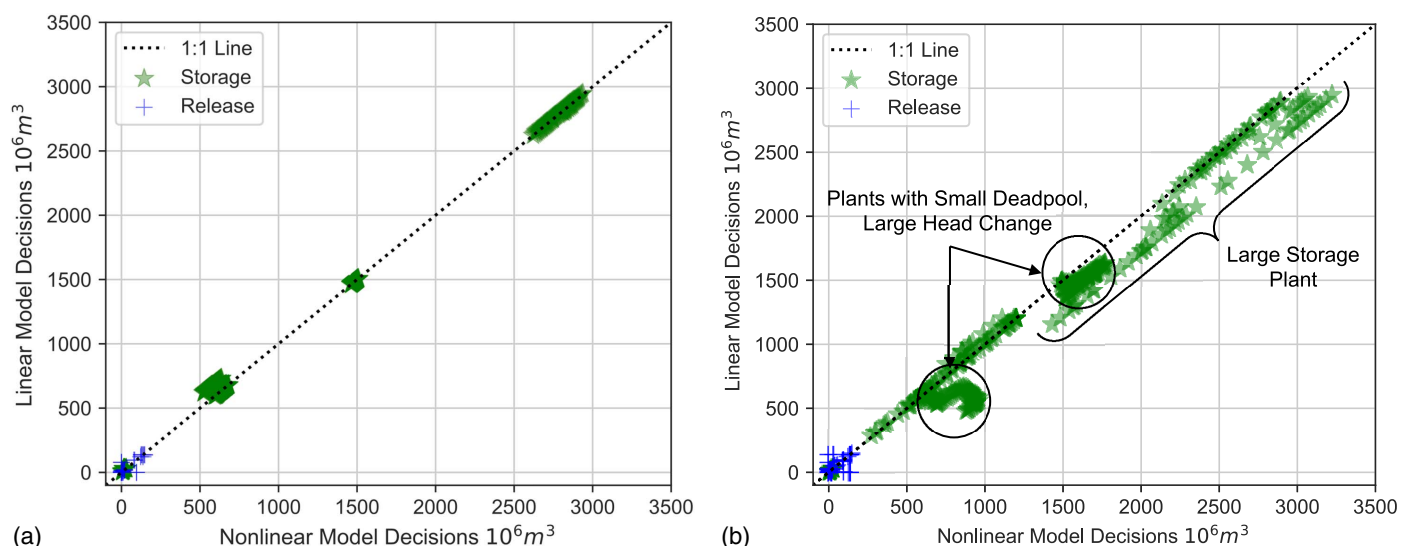 3500
3000
2500
2000
1500
1000
500
0
Linear Model Decisions 10⁶m³
1:1 Line
Storage
Release
0 500 1000 1500 2000 2500 3000 3500
Nonlinear Model Decisions 10⁶m³
(a)
3500
3000
2500
2000
1500
1000
500
0
Linear Model Decisions 10⁶m³
1:1 Line
Storage
Release
Plants with Small Deadpool,
Large Head Change
Large Storage
Plant
0 500 1000 1500 2000 2500 3000 3500
Nonlinear Model Decisions 10⁶m³
(b)